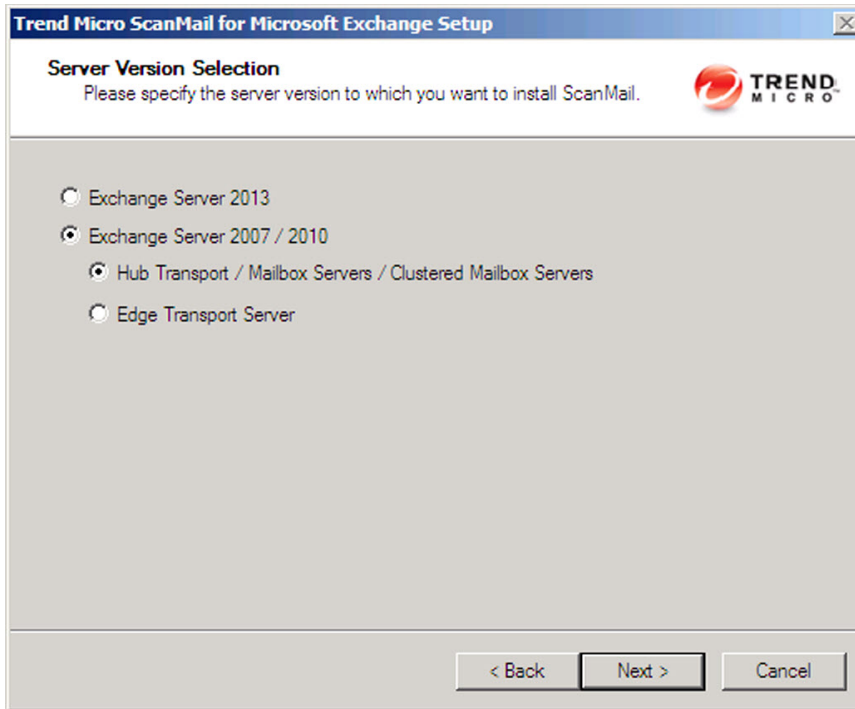 Trend Micro ScanMail for Microsoft Exchange Setup
Server Version Selection
Please specify the server version to which you want to install ScanMail.
TREND
MICRO
Exchange Server 2013
Exchange Server 2007 / 2010
Hub Transport / Mailbox Servers / Clustered Mailbox Servers
Edge Transport Server
< Back Next > Cancel